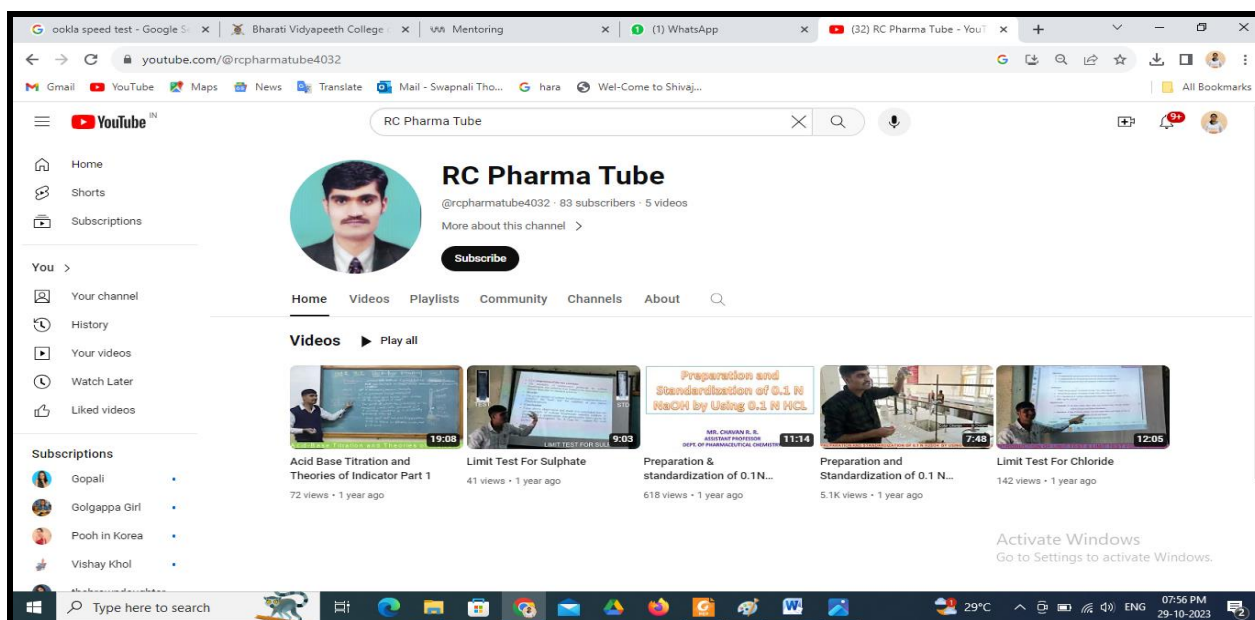 ookla speed test - Google S
Bharati Vidyapeeth College
Mentoring
(1) WhatsApp
(32) RC Pharma Tube - YouT
youtube.com/@rcpharmatube4032
Gmail
YouTube
Maps
News
Translate
Mail - Swapnali Tho...
hara
Wel-Come to Shivaj...
All Bookmarks
YouTube IN
RC Pharma Tube
9+
Home
Shorts
Subscriptions
You >
Your channel
History
Your videos
Watch Later
Liked videos
Subscriptions
Gopali
Golgappa Girl
Pooh in Korea
Vishay Khol
RC Pharma Tube
@rcpharmatube4032 · 83 subscribers · 5 videos
More about this channel >
Subscribe
Home Videos Playlists Community Channels About
Videos Play all
19:08
Acid Base Titration and
Theories of Indicator Part 1
72 views • 1 year ago
LIMIT TEST FOR SUL
9:03
Limit Test For Sulphate
41 views • 1 year ago
Preparation and
Standardization of 0.1 N
NaOH by Using 0.1 N HCL
MR. CHAVAN R. R.
ASSISTANT PROFESSOR
DEPT. OF PHARMACEUTICAL CHEMISTR
11:14
Preparation &
standardization of 0.1N...
618 views • 1 year ago
7:48
Preparation and
Standardization of 0.1 N...
5.1K views • 1 year ago
12:05
Limit Test For Chloride
142 views • 1 year ago
Activate Windows
Go to Settings to activate Windows.
Type here to search
29°C
ENG
07:56 PM
29-10-2023
2